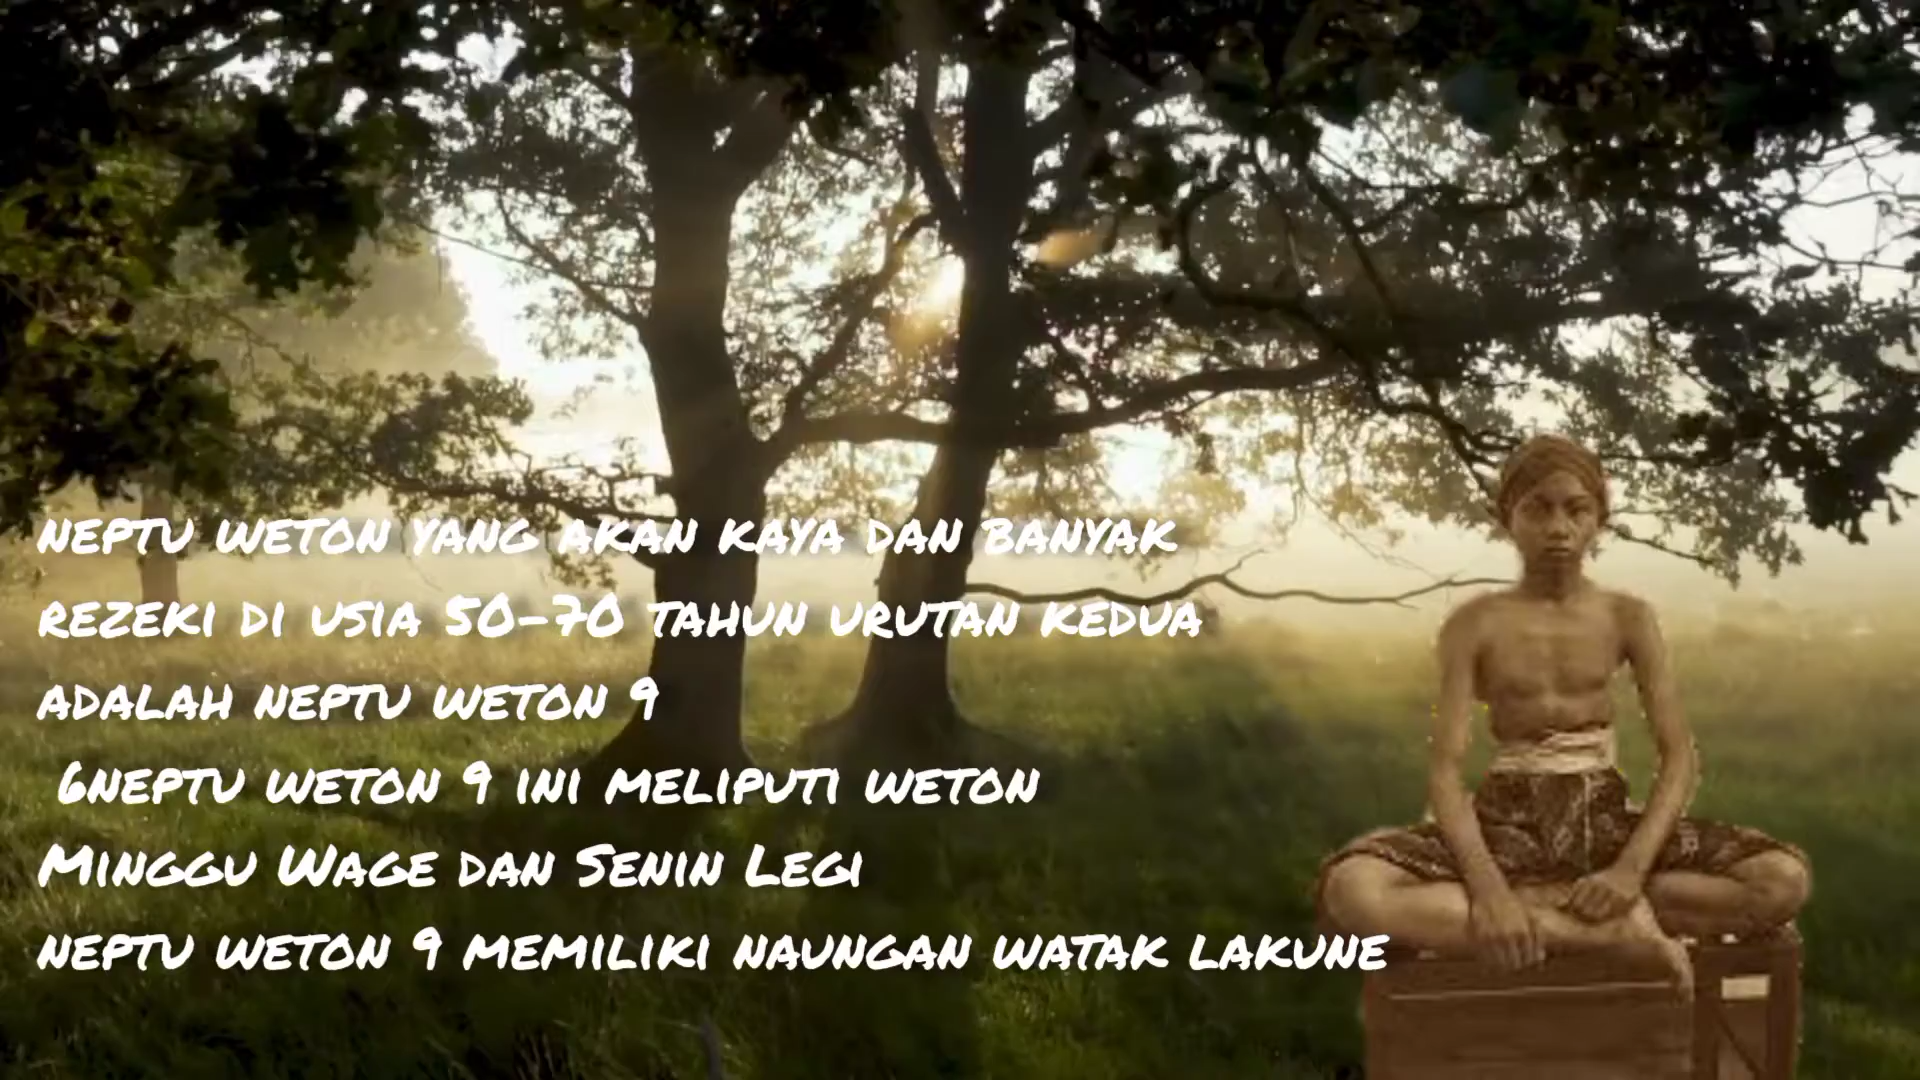 neptu weton yang akan kaya dan banyak
rezeki di usia 50-70 tahun urutan kedua
adalah neptu weton 9
6neptu weton 9 ini meliputi weton
Minggu Wage dan Senin Legi
neptu weton 9 memiliki naungan watak lakune